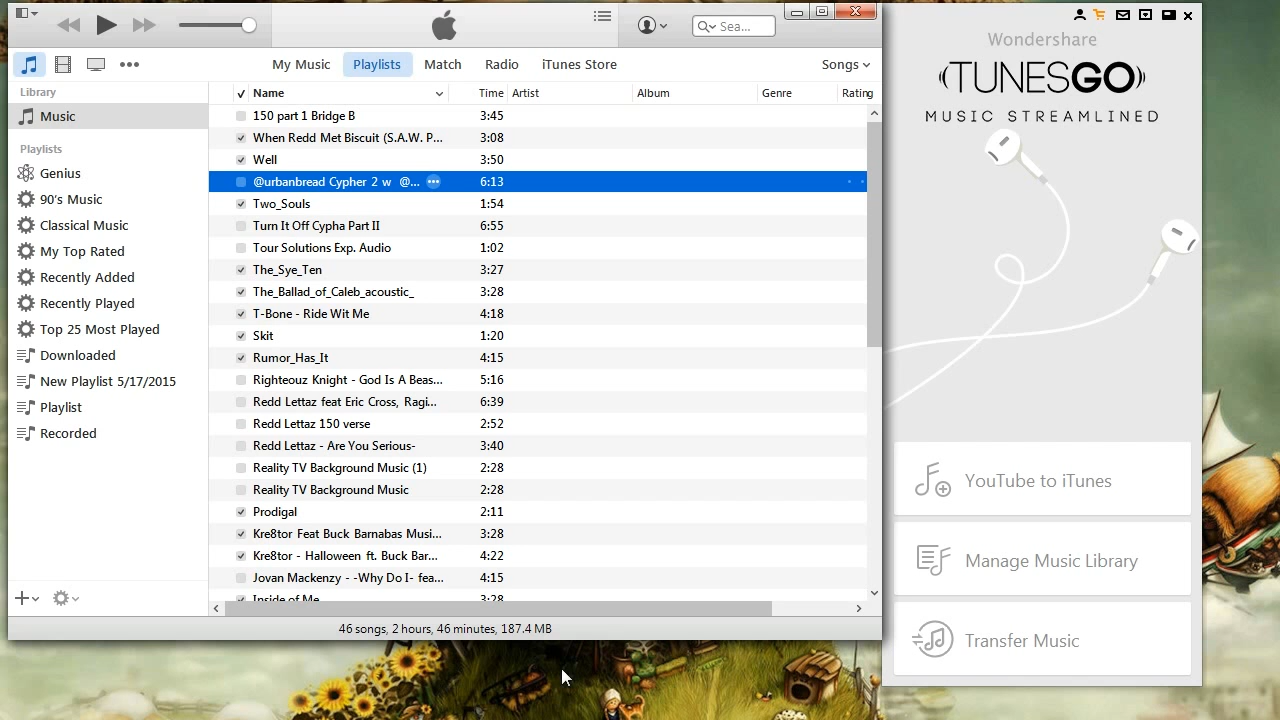 Sea...
My Music
Playlists
Match
Radio
iTunes Store
Songs
Library
Music
Playlists
Genius
90's Music
Classical Music
My Top Rated
Recently Added
Recently Played
Top 25 Most Played
Downloaded
New Playlist 5/17/2015
Playlist
Recorded
Name Time Artist Album Genre Rating
150 part 1 Bridge B 3:45
When Redd Met Biscuit (S.A.W. P... 3:08
Well 3:50
@urbanbread Cypher 2 w @... 6:13
Two_Souls 1:54
Turn It Off Cypha Part II 6:55
Tour Solutions Exp. Audio 1:02
The_Sye_Ten 3:27
The_Ballad_of_Caleb_acoustic_ 3:28
T-Bone - Ride Wit Me 4:18
Skit 1:20
Rumor_Has_It 4:15
Righteouz Knight - God Is A Beas... 5:16
Redd Lettaz feat Eric Cross, Ragi... 6:39
Redd Lettaz 150 verse 2:52
Redd Lettaz - Are You Serious- 3:40
Reality TV Background Music (1) 2:28
Reality TV Background Music 2:28
Prodigal 2:11
Kre8tor Feat Buck Barnabas Musi... 3:28
Kre8tor - Halloween ft. Buck Bar... 4:22
Jovan Mackenzy - -Why Do I- fea... 4:15
Inside of Me 3:28
46 songs, 2 hours, 46 minutes, 187.4 MB
Wondershare
TUNESGO
MUSIC STREAMLINED
YouTube to iTunes
Manage Music Library
Transfer Music